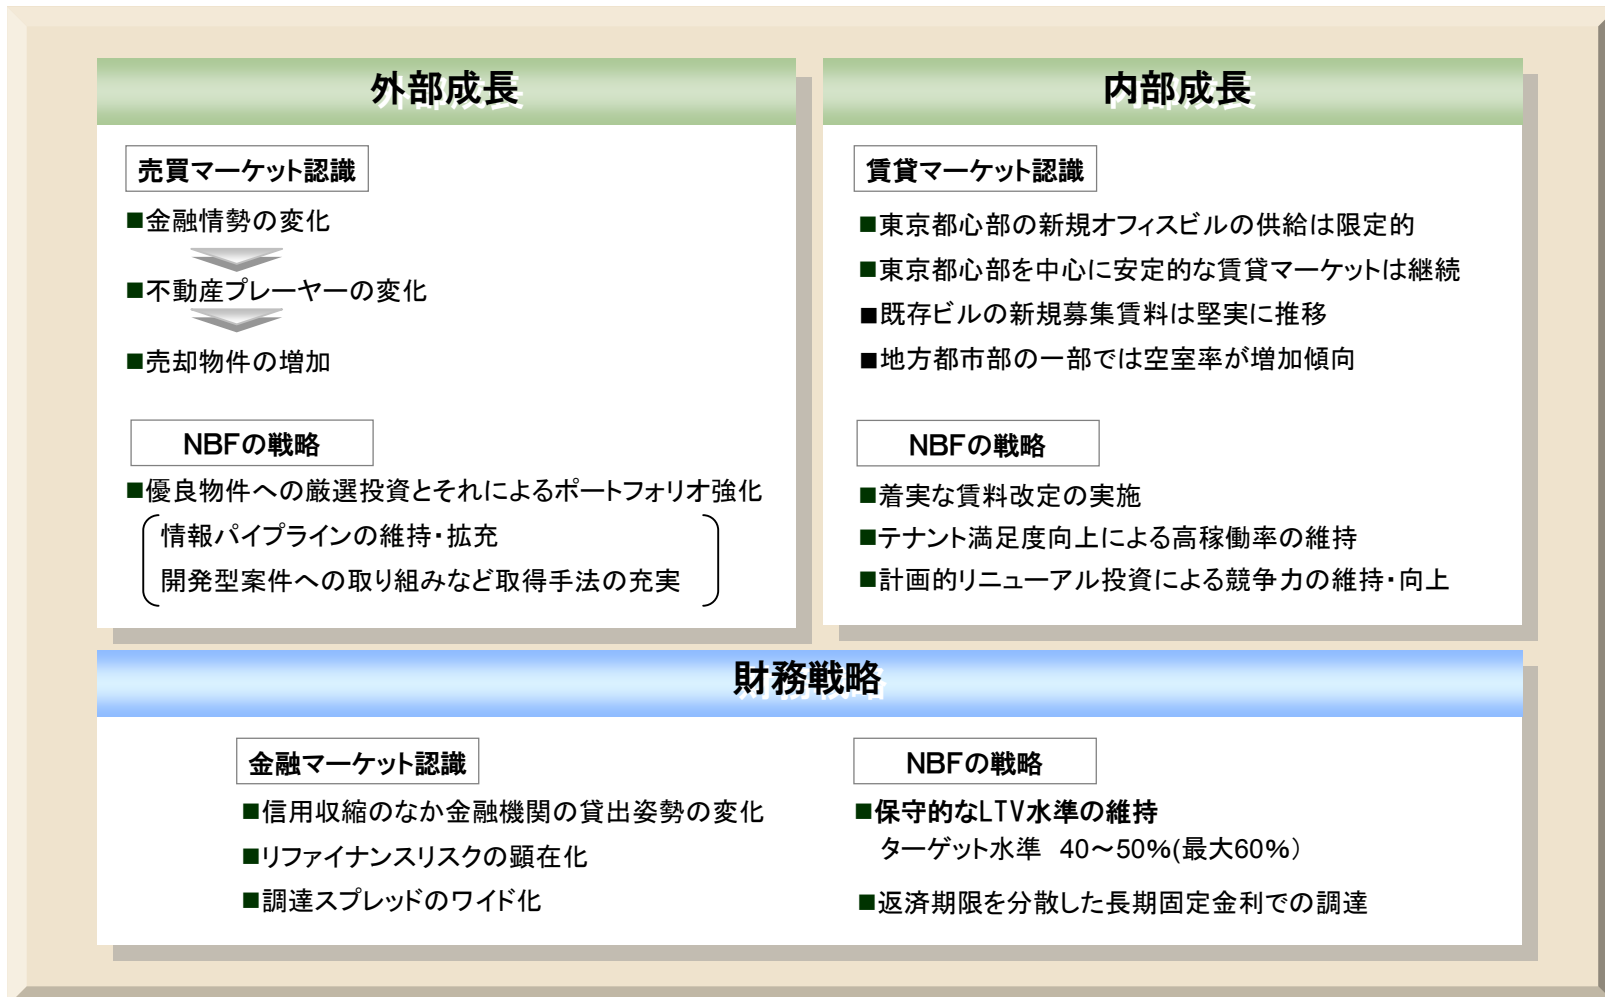 外部成長
売買マーケット認識
■金融情勢の変化
■不動産プレーヤーの変化
■売却物件の増加
NBFの戦略
■優良物件への厳選投資とそれによるポートフォリオ強化
情報パイプラインの維持・拡充
開発型案件への取り組みなど取得手法の充実
内部成長
賃貸マーケット認識
■東京都心部の新規オフィスビルの供給は限定的
■東京都心部を中心に安定的な賃貸マーケットは継続
■既存ビルの新規募集賃料は堅実に推移
■地方都市部の一部では空室率が増加傾向
NBFの戦略
■着実な賃料改定の実施
■テナント満足度向上による高稼働率の維持
■計画的リニューアル投資による競争力の維持・向上
財務戦略
金融マーケット認識
■信用収縮のなか金融機関の貸出姿勢の変化
■リファイナンスリスクの顕在化
■調達スプレッドのワイド化
NBFの戦略
■保守的なLTV水準の維持
ターゲット水準　40～50%(最大60%）
■返済期限を分散した長期固定金利での調達